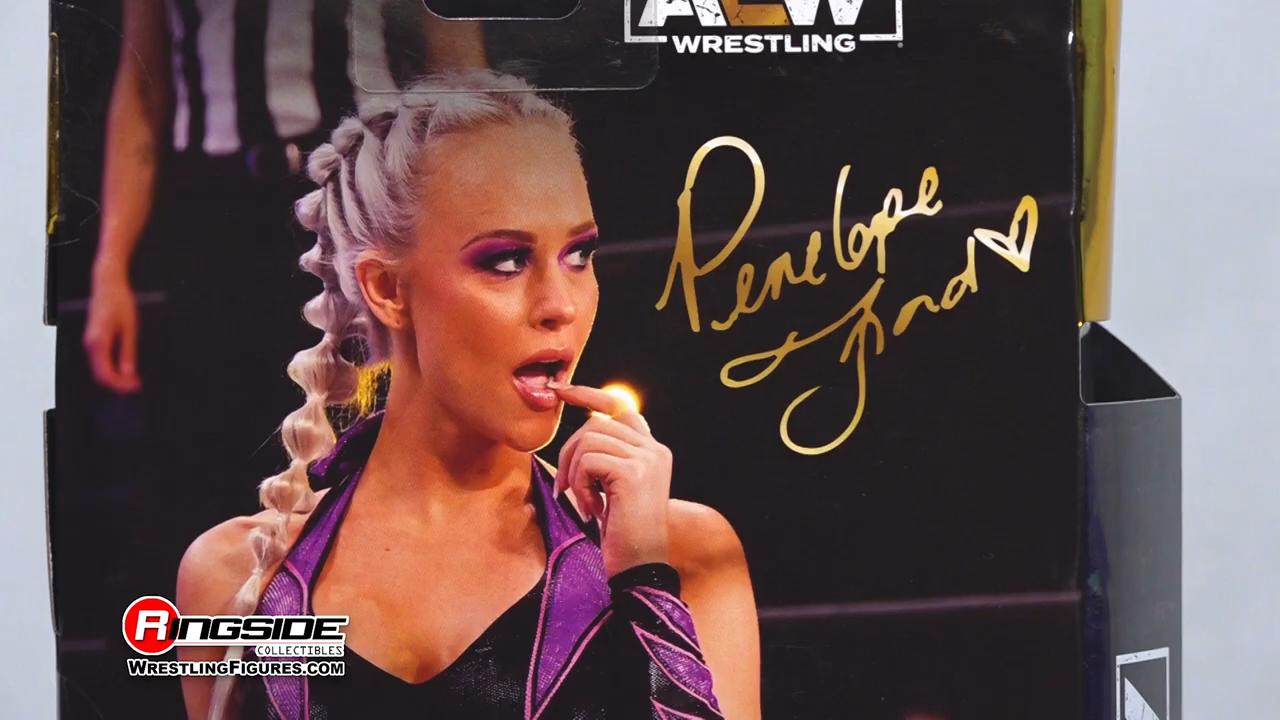 AEW
WRESTLING
Penelope
Ford
RINGSIDE
COLLECTIBLES
WRESTLINGFIGURES.COM